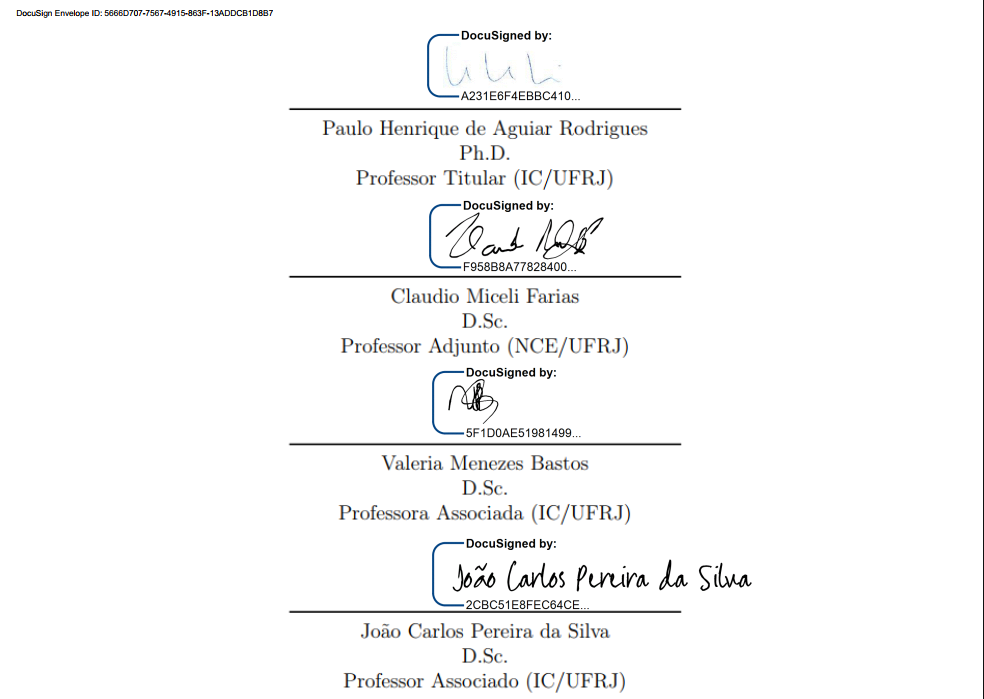 DocuSign Envelope ID: 5666D707-7567-4915-863F-13ADDCB1D8B7
DocuSigned by:
A231E6F4EBBC410...
Paulo Henrique de Aguiar Rodrigues
Ph.D.
Professor Titular (IC/UFRJ)
DocuSigned by:
F958B8A77828400...
Claudio Miceli Farias
D.Sc.
Professor Adjunto (NCE/UFRJ)
DocuSigned by:
5F1D0AE51981499...
Valeria Menezes Bastos
D.Sc.
Professora Associada (IC/UFRJ)
DocuSigned by:
João Carlos Pereira da Silva
2CBC51E8FEC64CE...
João Carlos Pereira da Silva
D.Sc.
Professor Associado (IC/UFRJ)